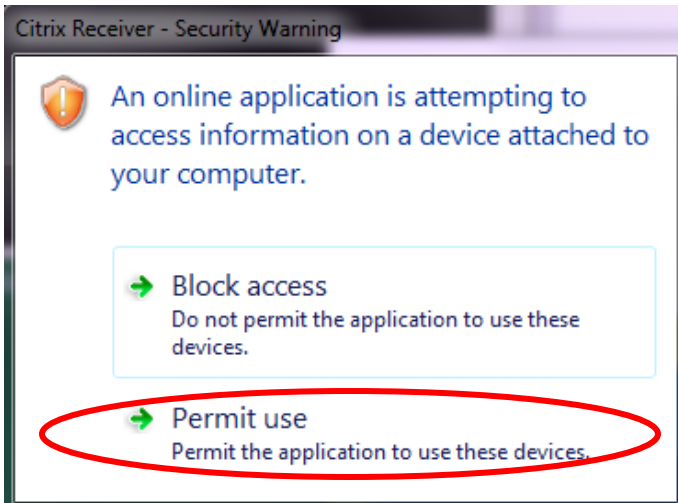 Citrix Receiver - Security Warning
An online application is attempting to
access information on a device attached to
your computer.
Block access
Do not permit the application to use these
devices.
Permit use
Permit the application to use these devices.